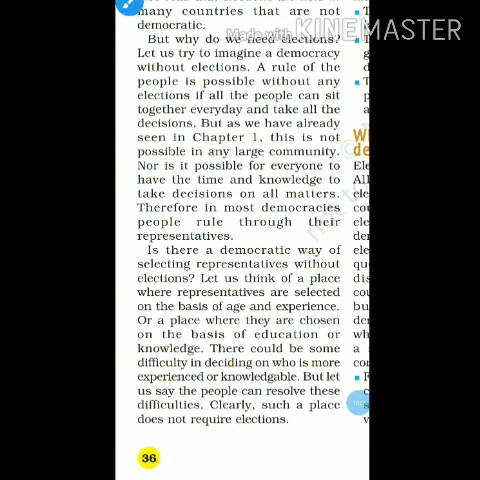 many countries that are not
democratic.
But why do we need elections?
Let us try to imagine a democracy
without elections. A rule of the
people is possible without any
elections if all the people can sit
together everyday and take all the
decisions. But as we have already
seen in Chapter 1, this is not
possible in any large community.
Nor is it possible for everyone to
have the time and knowledge to
take decisions on all matters.
Therefore in most democracies
people rule through their
representatives.
Is there a democratic way of
selecting representatives without
elections? Let us think of a place
where representatives are selected
on the basis of age and experience.
Or a place where they are chosen
on the basis of education or
knowledge. There could be some
difficulty in deciding on who is more
experienced or knowledgable. But let
us say the people can resolve these
difficulties. Clearly, such a place
does not require elections.
36
Made with KINEMASTER
not to